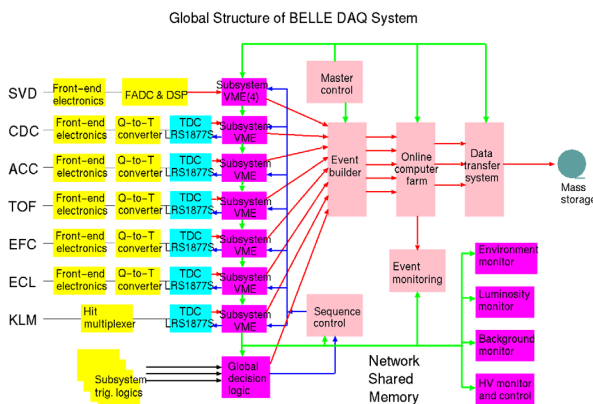 Global Structure of BELLE DAQ System
Master
control
SVD
Front-end
electronics
FADC & DSP
Subsystem
VME(4)
CDC
Front-end
electronics
Q-to-T
converter
TDC
LRS1877S
Subsystem
VME
ACC
Front-end
electronics
Q-to-T
converter
TDC
LRS1877S
Subsystem
VME
TOF
Front-end
electronics
Q-to-T
converter
TDC
LRS1877S
Subsystem
VME
EFC
Front-end
electronics
Q-to-T
converter
TDC
LRS1877S
Subsystem
VME
ECL
Front-end
electronics
Q-to-T
converter
TDC
LRS1877S
Subsystem
VME
KLM
Hit
multiplexer
TDC
LRS1877S
Subsystem
VME
Event
builder
Online
computer
farm
Data
transfer
system
Mass
storage
Event
monitoring
Environment
monitor
Luminosity
monitor
Background
monitor
HV monitor
and control
Sequence
control
Subsystem
trig. logics
Global
decision
logic
Network
Shared
Memory